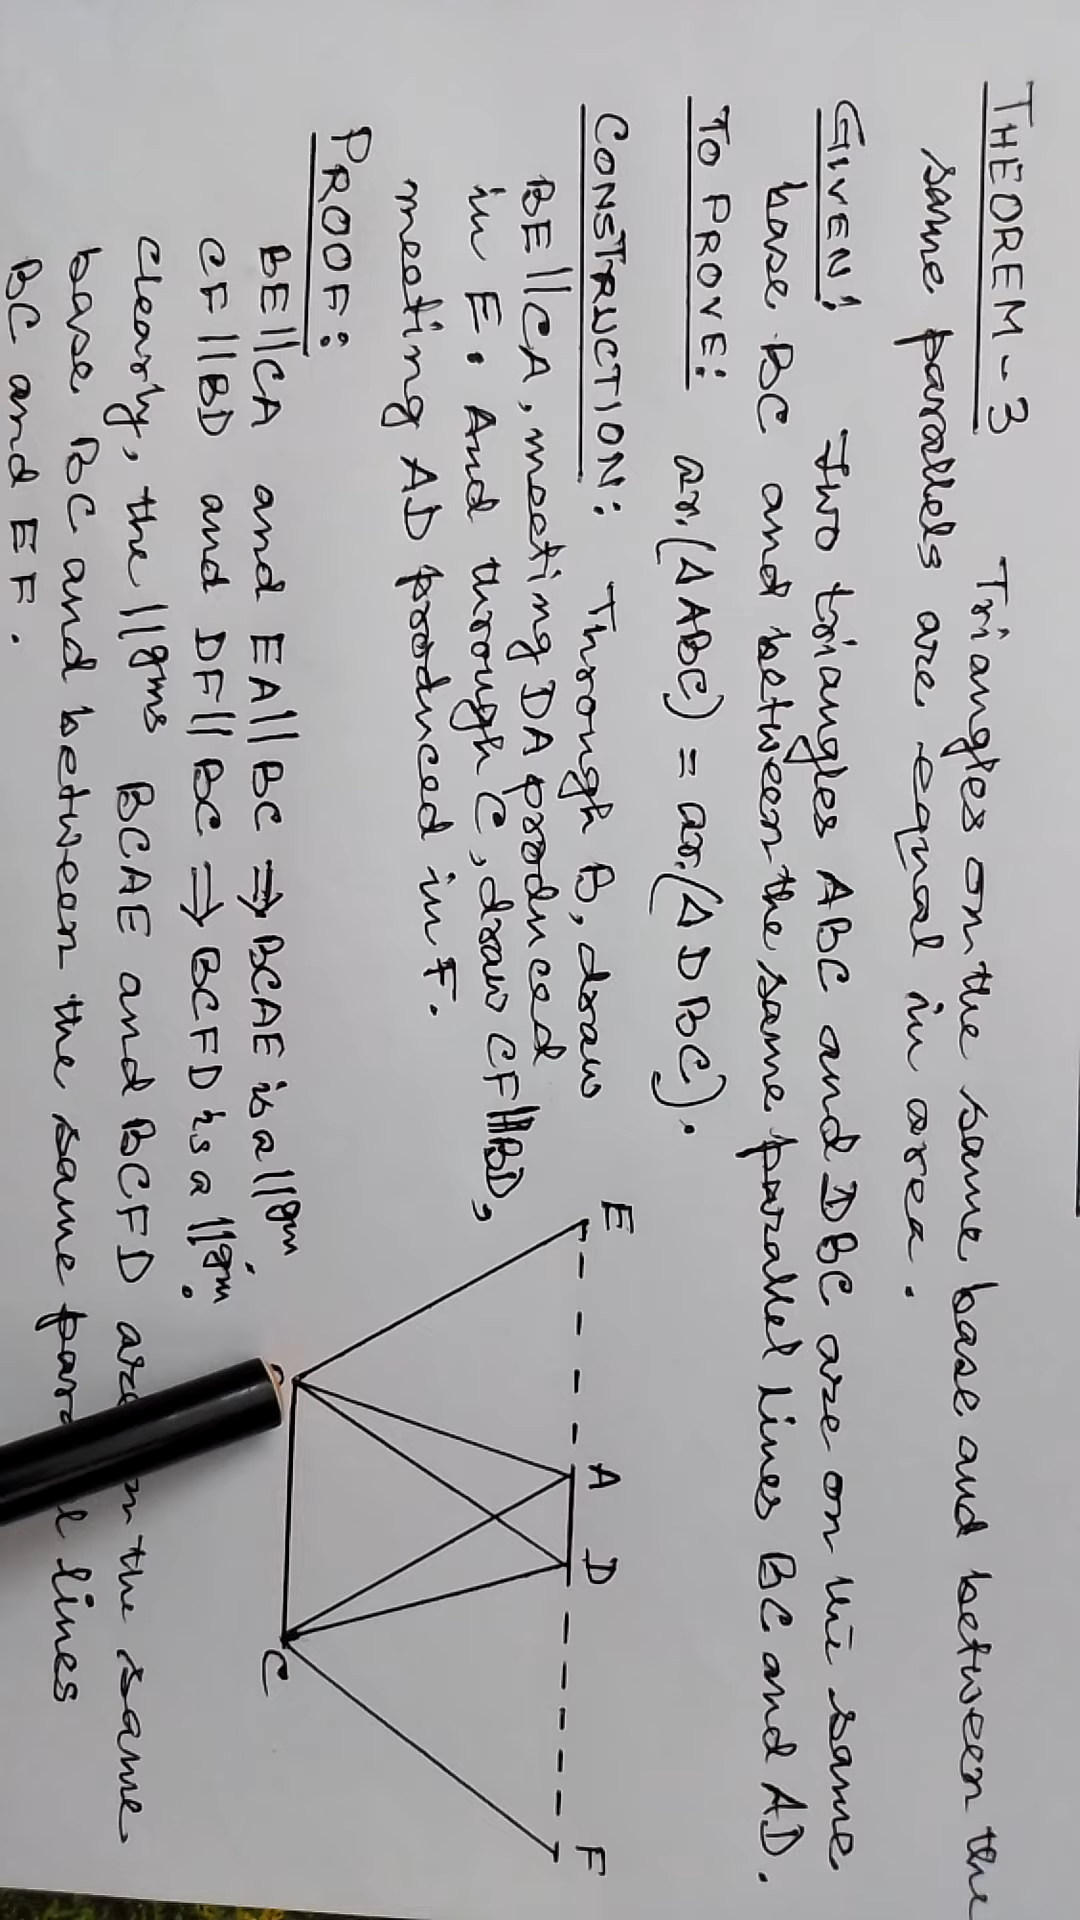 THEOREM-3 Triangles on the same base and between the
same parallels are equal in area.
GIVEN: Two triangles ABC and DBC are on the same
base BC and between the same parallel lines BC and AD.
TO PROVE: ar.(Δ ABC) = ar.(Δ DBC).
CONSTRUCTION: Through B, draw
BE||CA, meeting DA produced
in E. And through C, draw CF||BD,
meeting AD produced in F.
E A D F
C
PROOF:
BE||CA and EA||BC ⇒ BCAE is a ||gm.
CF||BD and DF||BC ⇒ BCFD is a ||gm.
Clearly, the ||gms BCAE and BCFD the same
base BC and between the same lines
BC and EF.